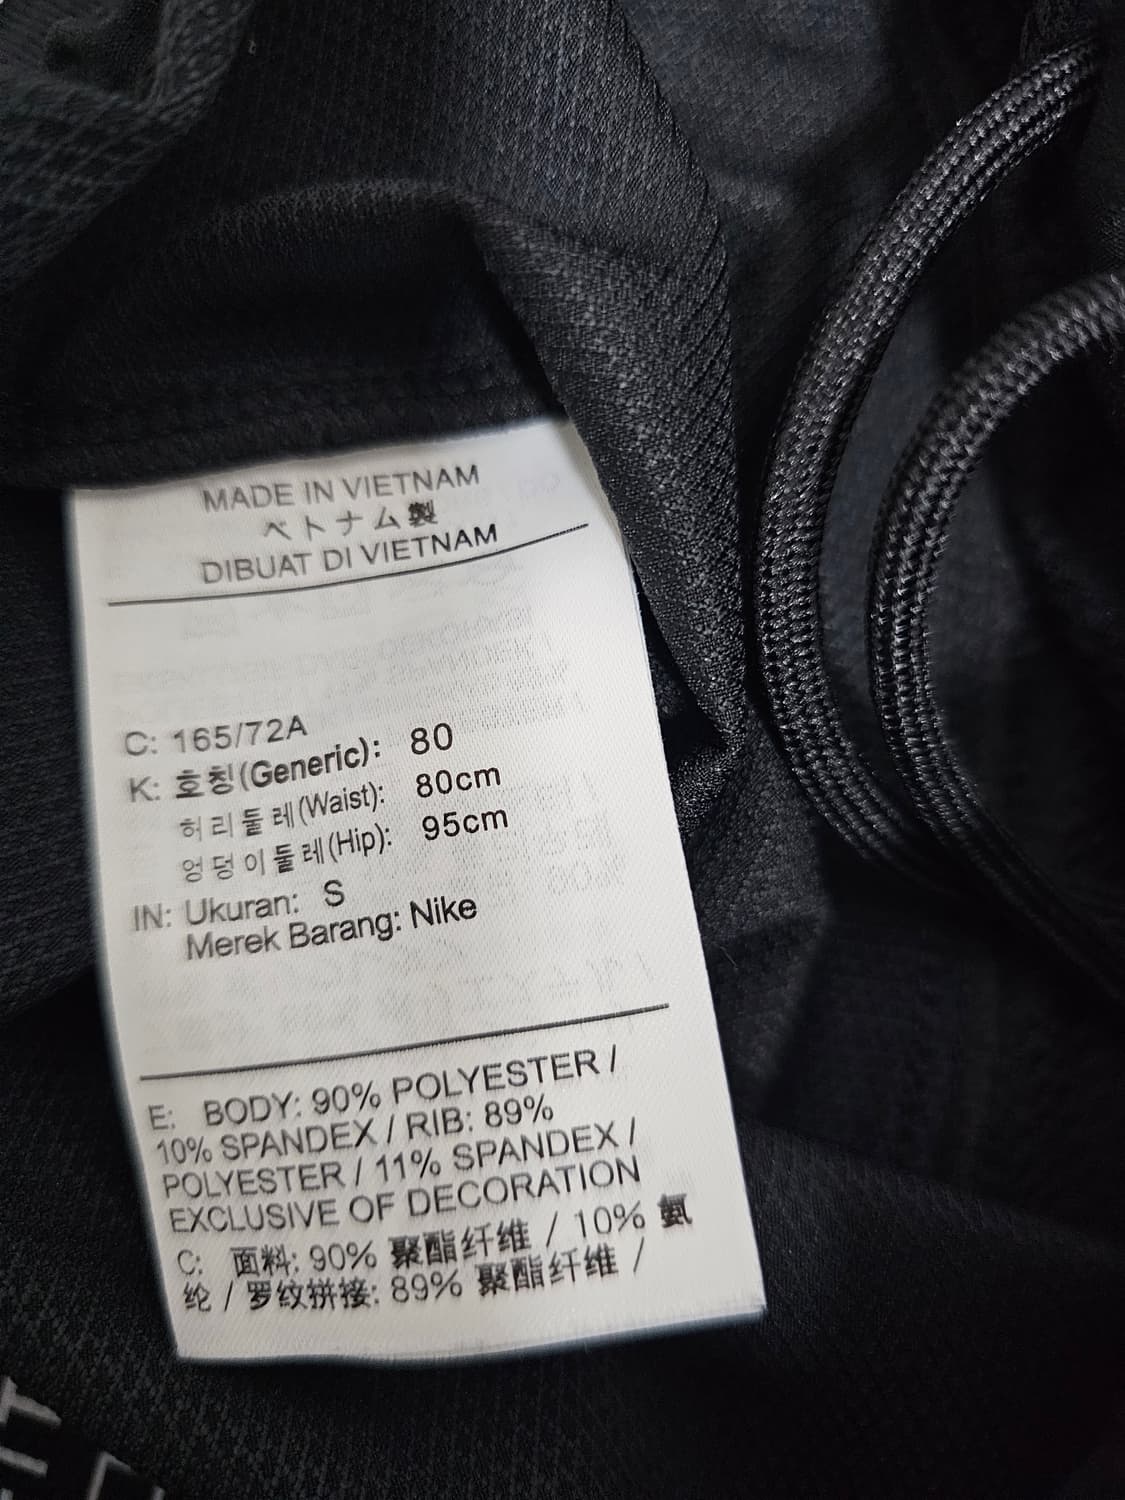 MADE IN VIETNAM
ベトナム製
DIBUAT DI VIETNAM
C: 165/72A
K: 호칭(Generic): 80
허리둘레(Waist): 80cm
엉덩이둘레(Hip): 95cm
IN: Ukuran: S
Merek Barang: Nike
E: BODY: 90% POLYESTER /
10% SPANDEX / RIB: 89%
POLYESTER / 11% SPANDEX /
EXCLUSIVE OF DECORATION
C: 面料: 90% 聚酯纤维 / 10% 氨
纶 / 罗纹拼接: 89% 聚酯纤维 /